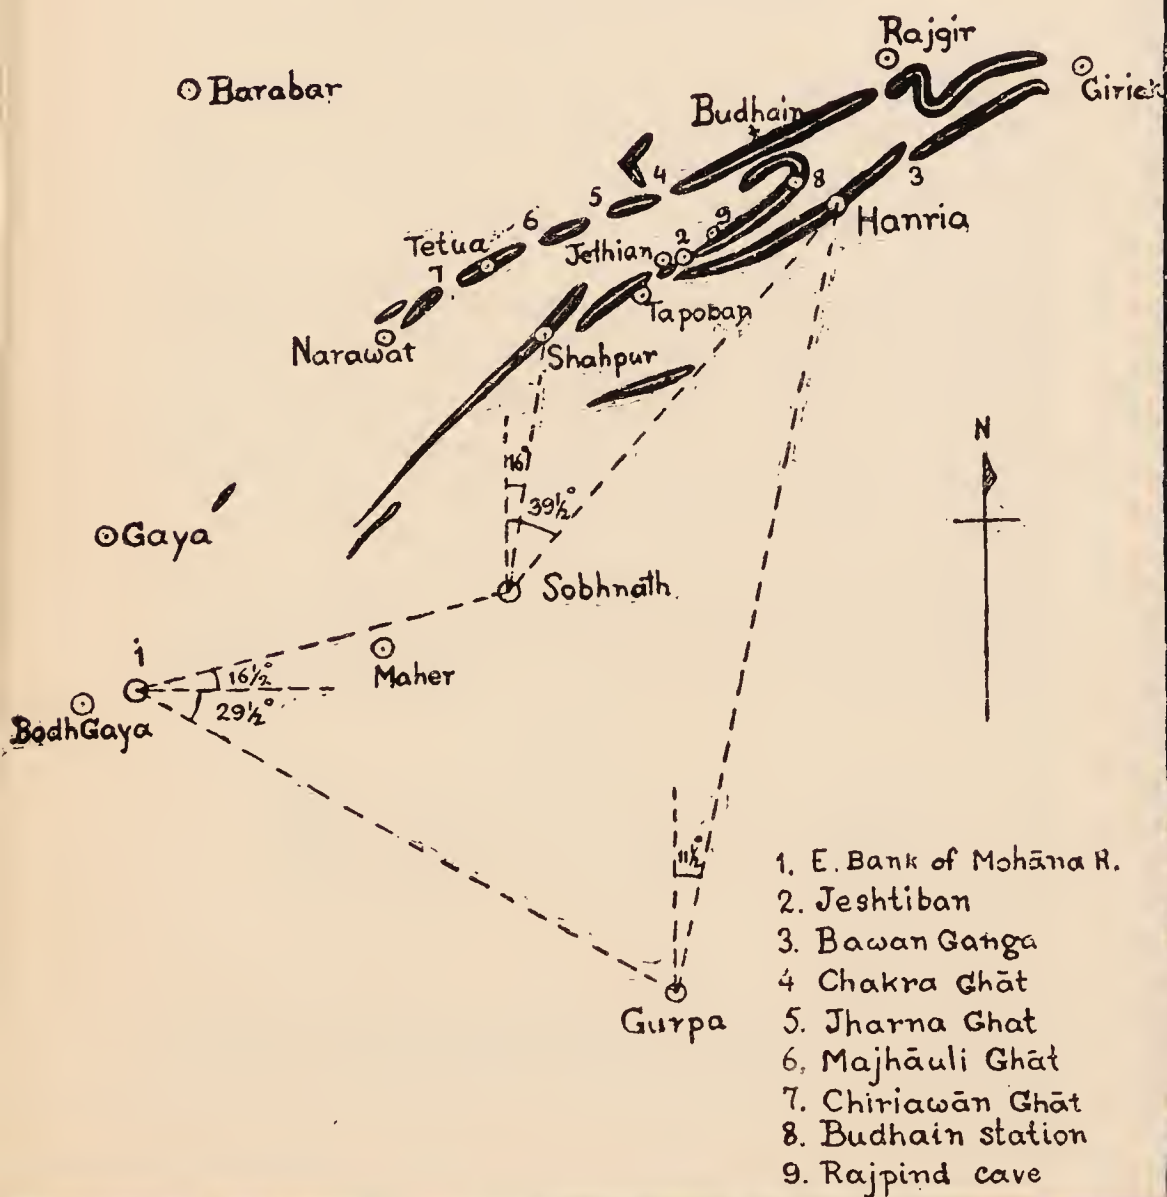 Rajgir
Barabar
Budhain
4
5
6
8
3
9
2
Hanria
Tetua
Jethian
7
Tapoban
Narawat
Shahpur
39½°
N
Gaya
Sobhnāth
1
Maher
16½°
29½°
BodhGaya
11½°
Gurpa
1. E. Bank of Mohāna R.
2. Jeshtiban
3. Bawan Ganga
4 Chakra Ghāt
5. Jharna Ghat
6. Majhāuli Ghāt
7. Chiriawān Ghāt
8. Budhain station
9. Rajpind cave